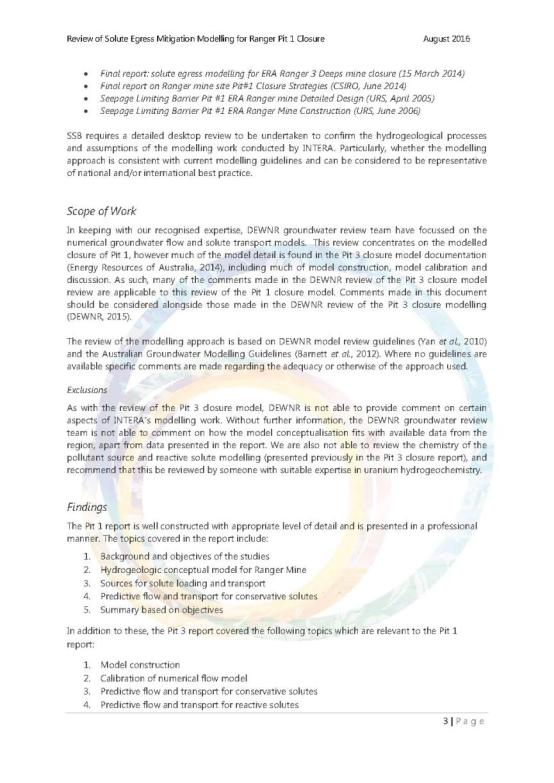 Review of Solute Egress Mitigation Modelling for Ranger Pit 1 Closure August 2016
• Final report: solute egress modelling for ERA Ranger 3 Deeps mine closure (15 March 2014)
• Final report on Ranger mine site Pit#1 Closure Strategies (CSIRO, June 2014)
• Seepage Limiting Barrier Pit #1 ERA Ranger mine Detailed Design (URS, April 2005)
• Seepage Limiting Barrier Pit #1 ERA Ranger Mine Construction (URS, June 2006)
SSB requires a detailed desktop review to be undertaken to confirm the hydrogeological processes
and assumptions of the modelling work conducted by INTERA. Particularly, whether the modelling
approach is consistent with current modelling guidelines and can be considered to be representative
of national and/or international best practice.
Scope of Work
In keeping with our recognised expertise, DEWNR groundwater review team have focussed on the
numerical groundwater flow and solute transport models. This review concentrates on the modelled
closure of Pit 1, however much of the model detail is found in the Pit 3 closure model documentation
(Energy Resources of Australia, 2014), including much of model construction, model calibration and
discussion. As such, many of the comments made in the DEWNR review of the Pit 3 closure model
review are applicable to this review of the Pit 1 closure model. Comments made in this document
should be considered alongside those made in the DEWNR review of the Pit 3 closure modelling
(DEWNR, 2015).
The review of the modelling approach is based on DEWNR model review guidelines (Yan et al., 2010)
and the Australian Groundwater Modelling Guidelines (Barnett et al., 2012). Where no guidelines are
available specific comments are made regarding the adequacy or otherwise of the approach used.
Exclusions
As with the review of the Pit 3 closure model, DEWNR is not able to provide comment on certain
aspects of INTERA's modelling work. Without further information, the DEWNR groundwater review
team is not able to comment on how the model conceptualisation fits with available data from the
region, apart from data presented in the report. We are also not able to review the chemistry of the
pollutant source and reactive solute modelling (presented previously in the Pit 3 closure report), and
recommend that this be reviewed by someone with suitable expertise in uranium hydrogeochemistry.
Findings
The Pit 1 report is well constructed with appropriate level of detail and is presented in a professional
manner. The topics covered in the report include:
1. Background and objectives of the studies
2. Hydrogeologic conceptual model for Ranger Mine
3. Sources for solute loading and transport
4. Predictive flow and transport for conservative solutes
5. Summary based on objectives
In addition to these, the Pit 3 report covered the following topics which are relevant to the Pit 1
report:
1. Model construction
2. Calibration of numerical flow model
3. Predictive flow and transport for conservative solutes
4. Predictive flow and transport for reactive solutes
3 | Page